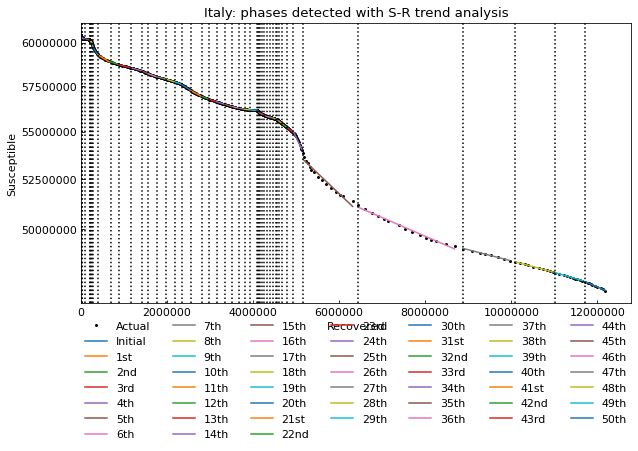 Italy: phases detected with S-R trend analysis
Susceptible
60000000
57500000
55000000
52500000
50000000
0 2000000 4000000 6000000 8000000 10000000 12000000
Recovered
Actual 7th 15th 23rd 30th 37th 44th
Initial 8th 16th 24th 31st 38th 45th
1st 9th 17th 25th 32nd 39th 46th
2nd 10th 18th 26th 33rd 40th 47th
3rd 11th 19th 27th 34th 41st 48th
4th 12th 20th 28th 35th 42nd 49th
5th 13th 21st 29th 36th 43rd 50th
6th 14th 22nd